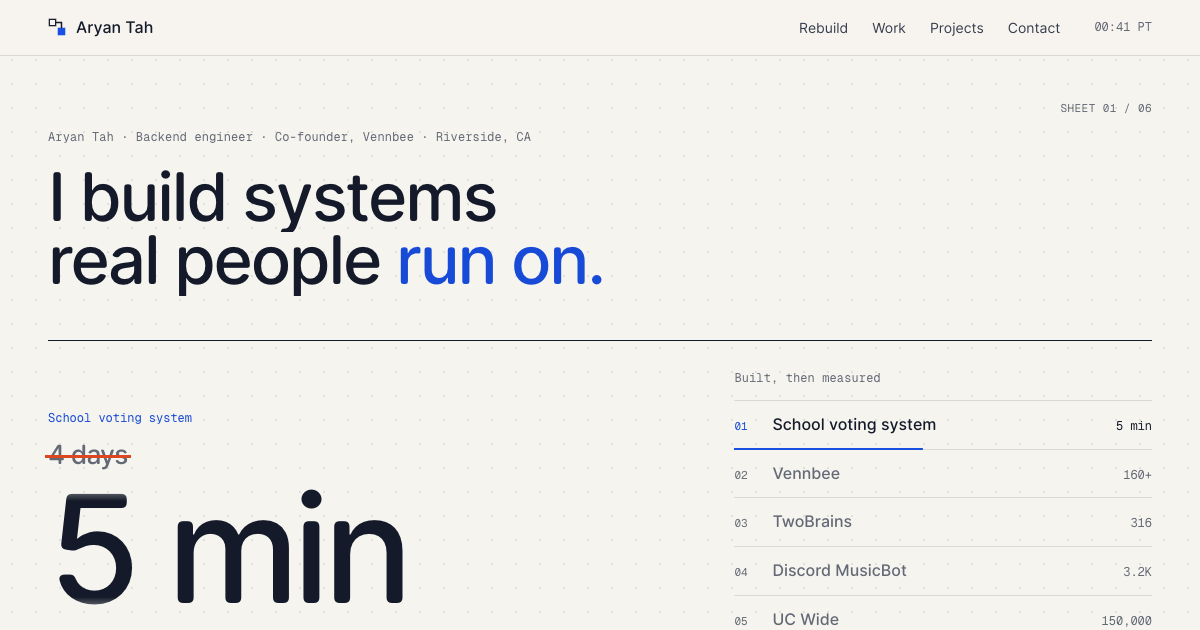 Aryan Tah
Rebuild Work Projects Contact 00:41 PT
SHEET 01 / 06
Aryan Tah · Backend engineer · Co-founder, Vennbee · Riverside, CA
I build systems
real people run on.
Built, then measured
School voting system
4 days
5 min
01 School voting system 5 min
02 Vennbee 160+
03 TwoBrains 316
04 Discord MusicBot 3.2K
05 UC Wide 150,000